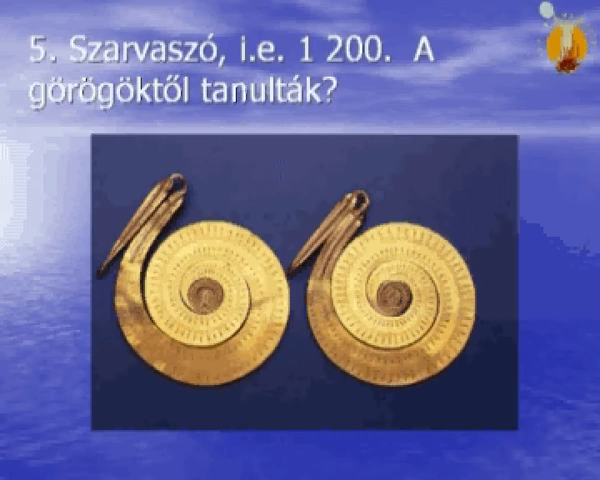 5. Szarvaszó, i.e. 1 200. A
görögöktől tanulták?